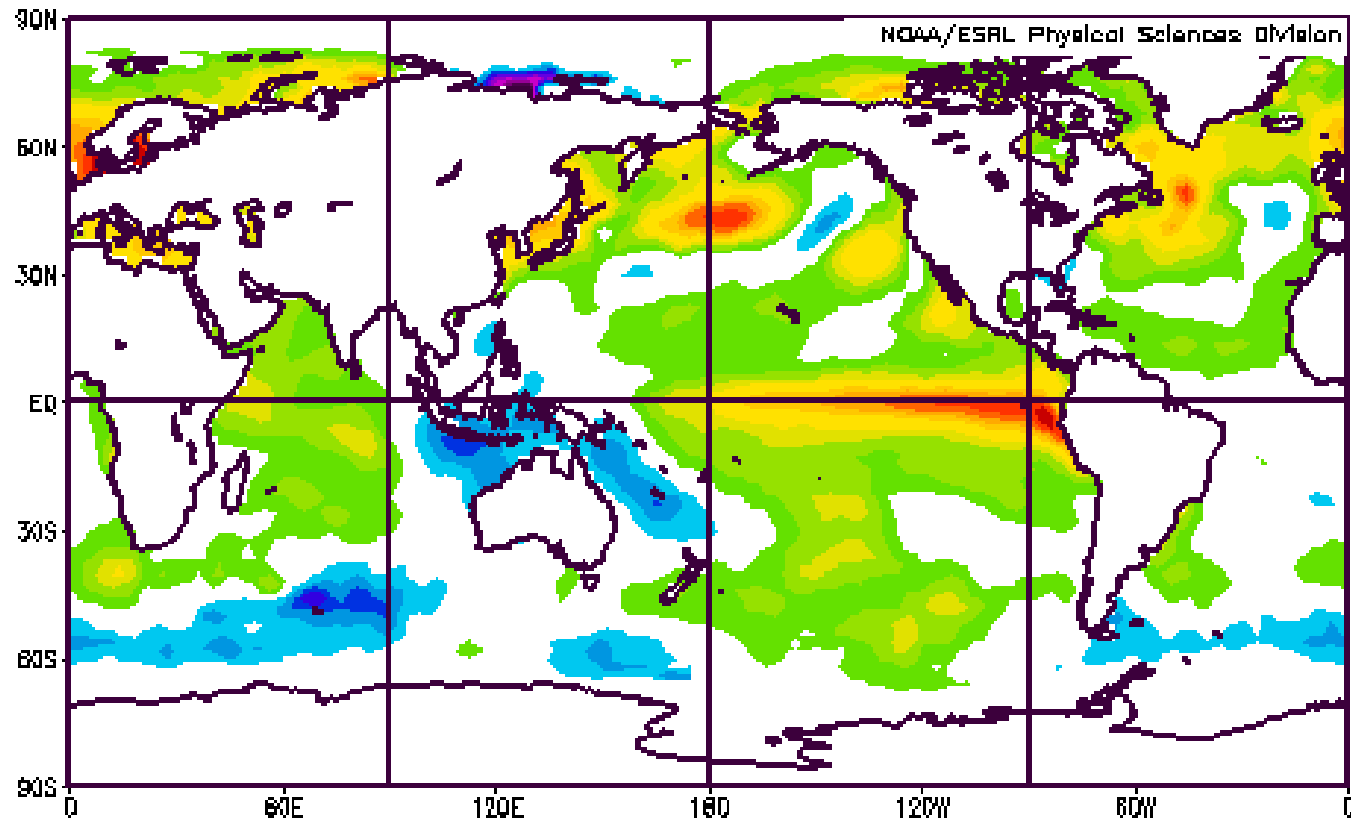 90N
NOAA/ESRL Physical Sciences Division
60N
30N
EQ
30S
60S
90S
0 60E 120E 180 120W 60W 0